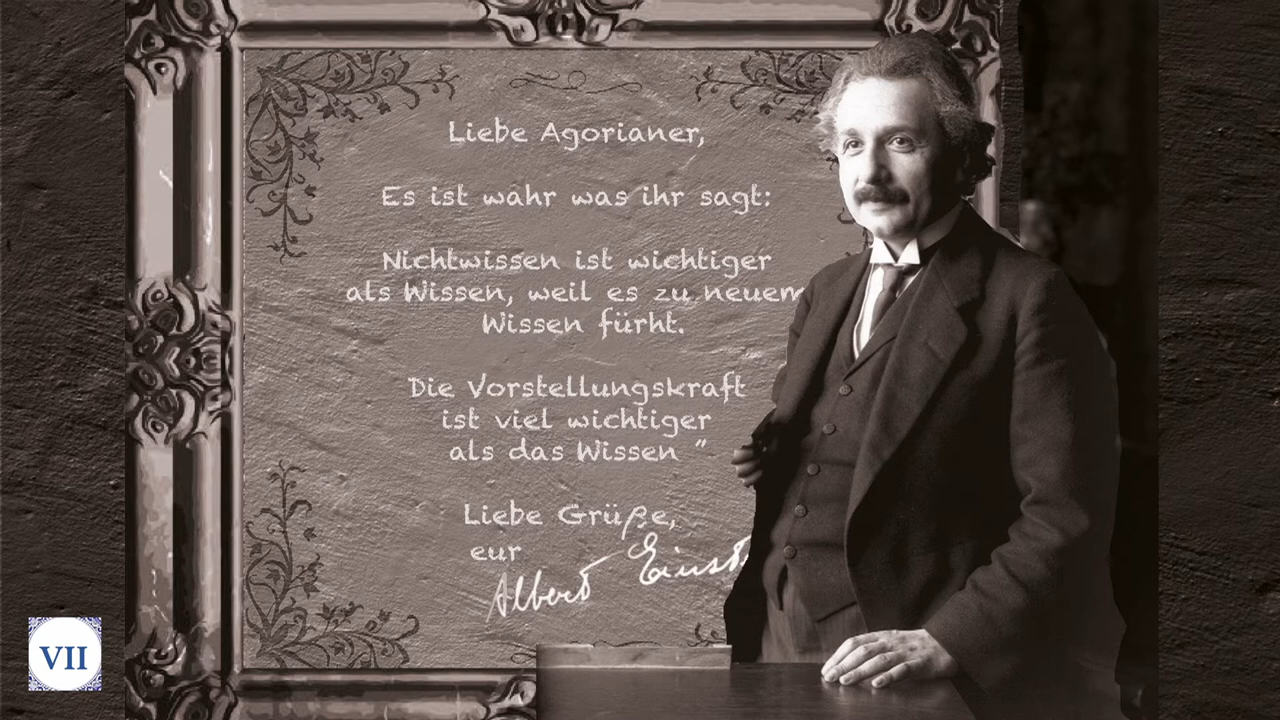 Liebe Agorianer,
Es ist wahr was ihr sagt:
Nichtwissen ist wichtiger
als Wissen, weil es zu neuem
Wissen fürht.
Die Vorstellungskraft
ist viel wichtiger
als das Wissen "
Liebe Grüße,
eur
Albert Einst
VII